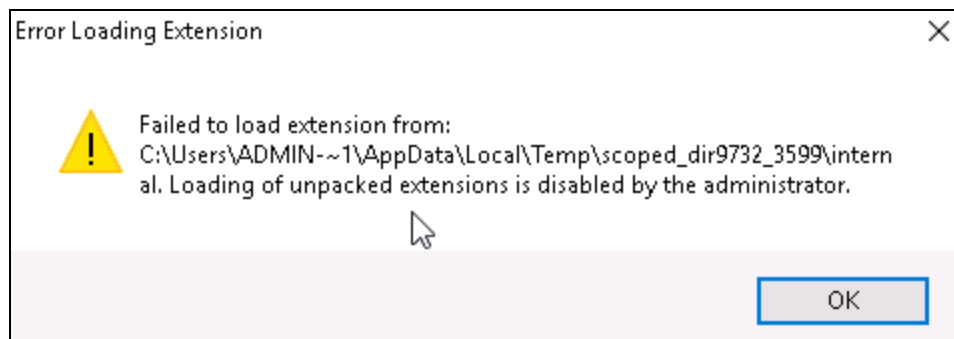 Error Loading Extension
Failed to load extension from:
C:\Users\ADMIN-~1\AppData\Local\Temp\scoped_dir9732_3599\intern
al. Loading of unpacked extensions is disabled by the administrator.
OK